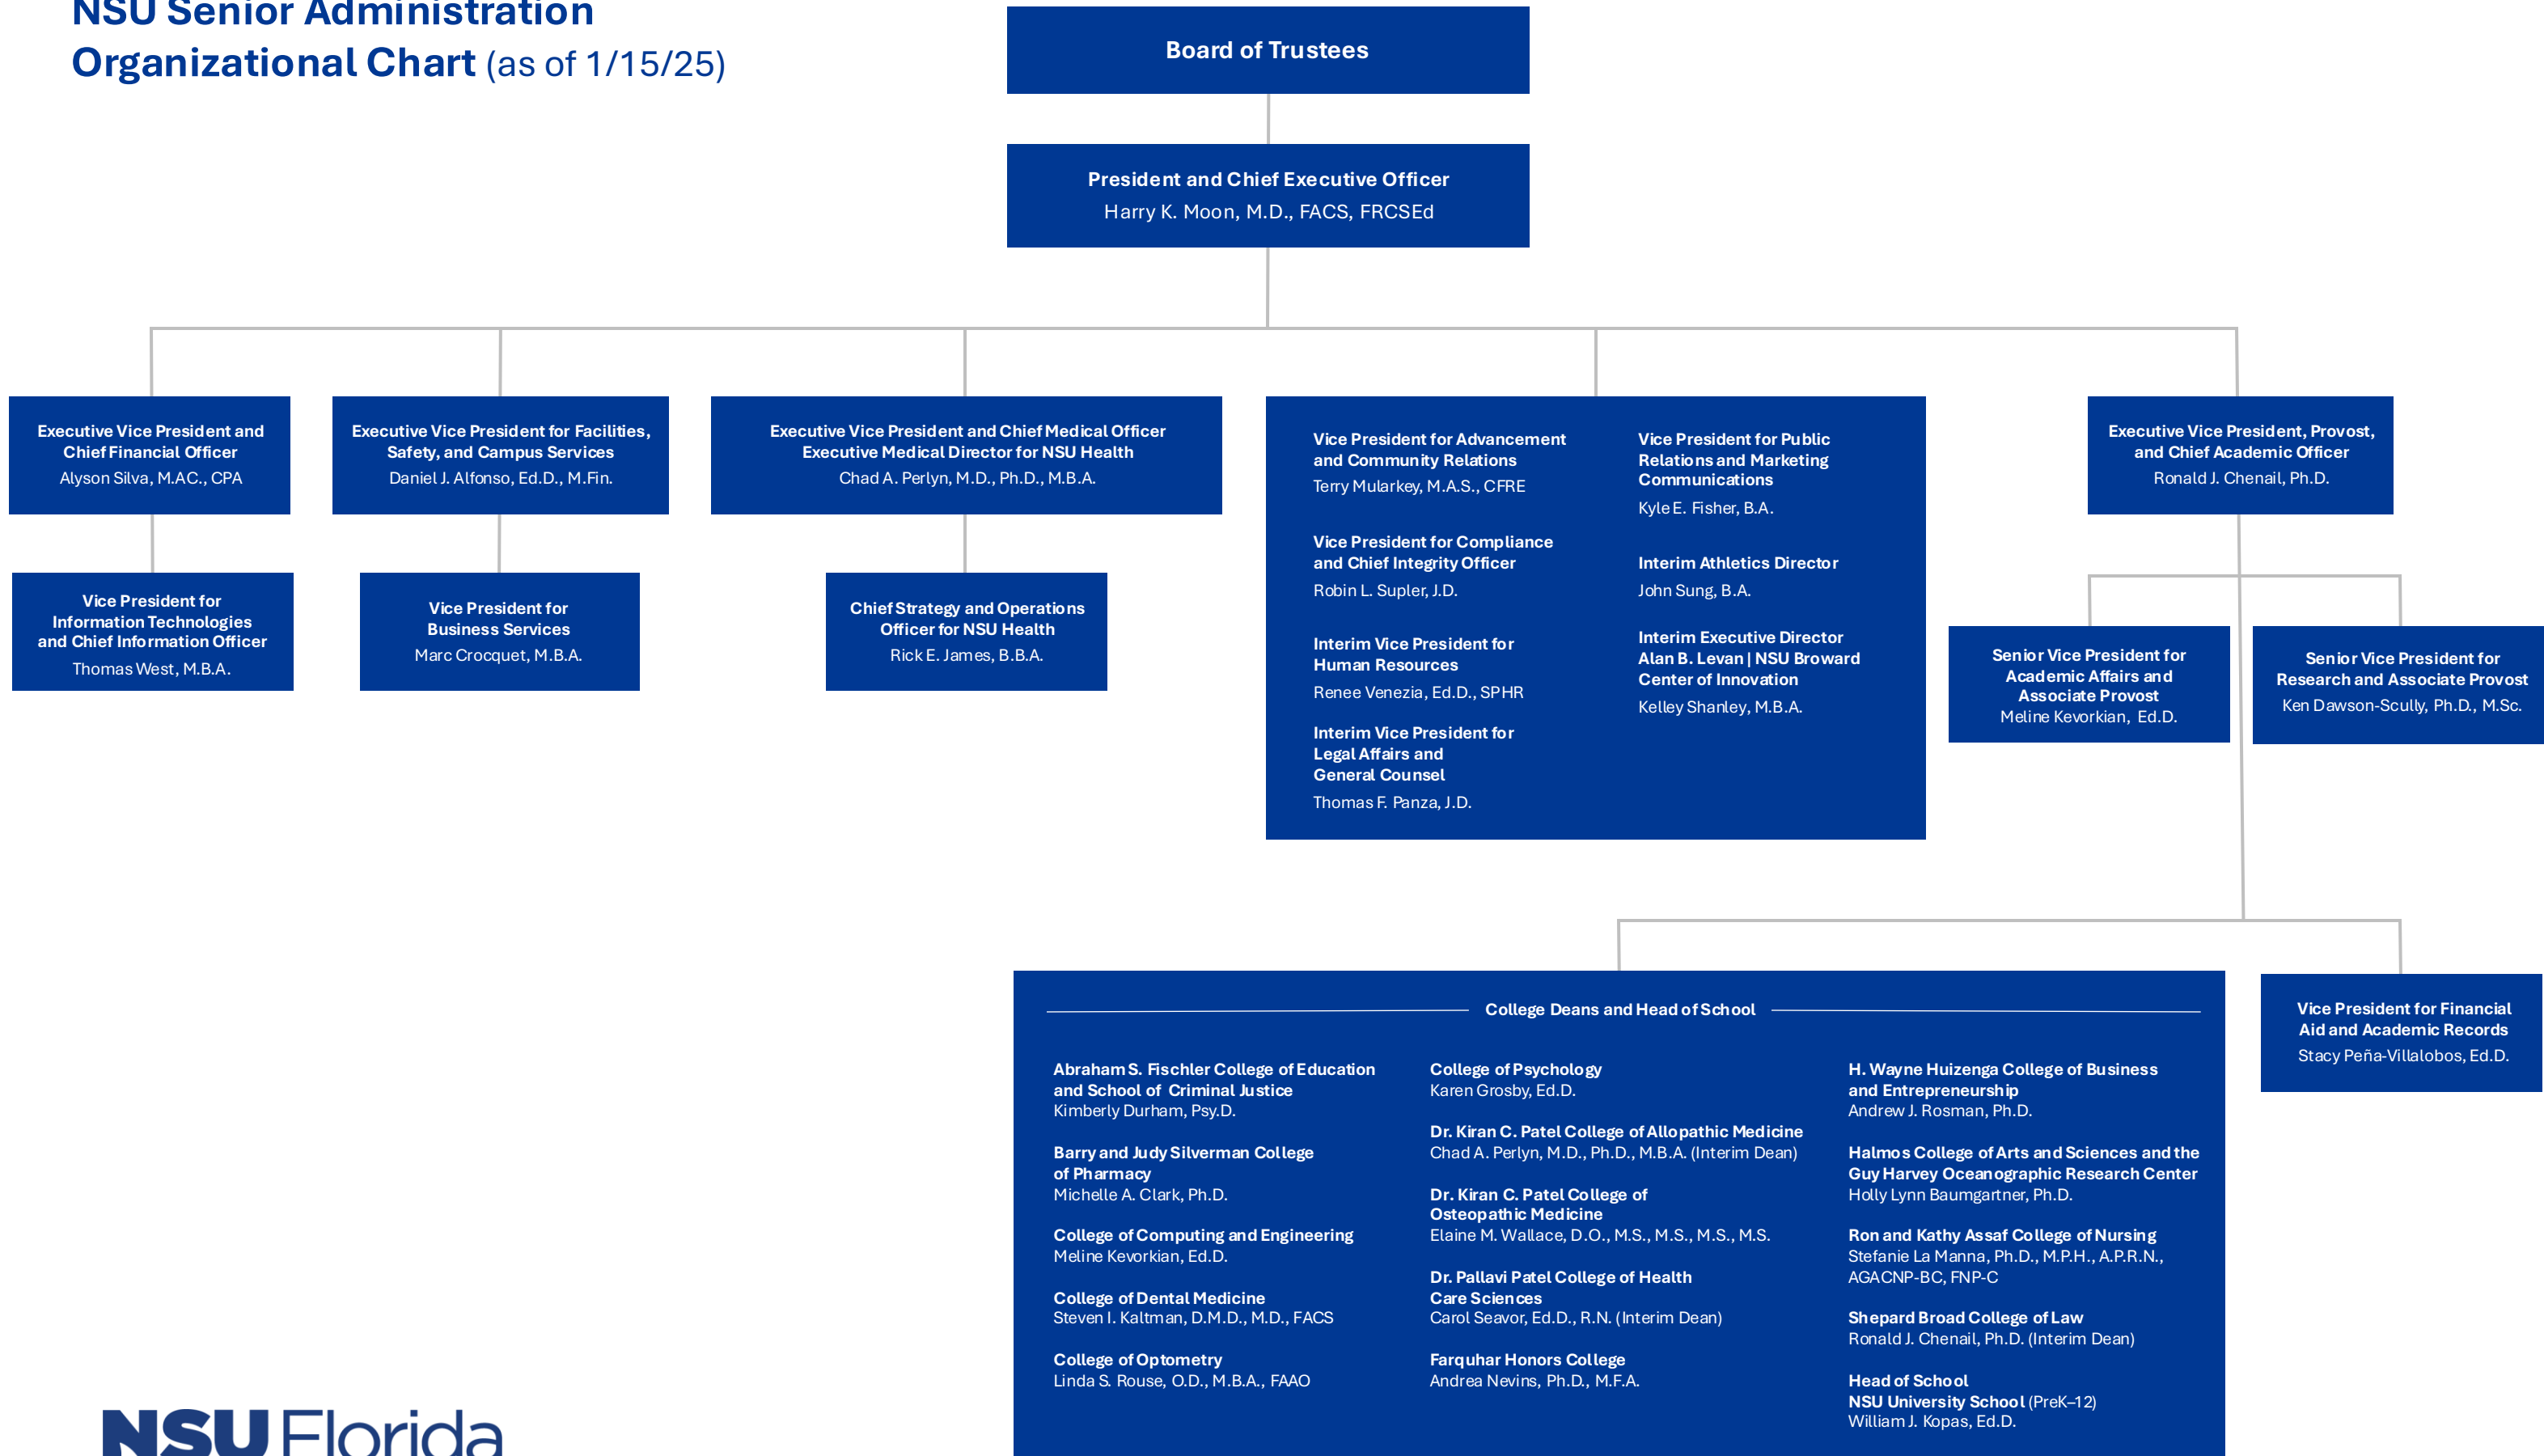 NSU Senior Administration
Organizational Chart (as of 1/15/25)
Board of Trustees
President and Chief Executive Officer
Harry K. Moon, M.D., FACS, FRCSEd
Executive Vice President and
Chief Financial Officer
Alyson Silva, M.AC., CPA
Executive Vice President for Facilities,
Safety, and Campus Services
Daniel J. Alfonso, Ed.D., M.Fin.
Executive Vice President and Chief Medical Officer
Executive Medical Director for NSU Health
Chad A. Perlyn, M.D., Ph.D., M.B.A.
Vice President for Advancement
and Community Relations
Terry Mularkey, M.A.S., CFRE
Vice President for Compliance
and Chief Integrity Officer
Robin L. Supler, J.D.
Interim Vice President for
Human Resources
Renee Venezia, Ed.D., SPHR
Interim Vice President for
Legal Affairs and
General Counsel
Thomas F. Panza, J.D.
Vice President for Public
Relations and Marketing
Communications
Kyle E. Fisher, B.A.
Interim Athletics Director
John Sung, B.A.
Interim Executive Director
Alan B. Levan | NSU Broward
Center of Innovation
Kelley Shanley, M.B.A.
Executive Vice President, Provost,
and Chief Academic Officer
Ronald J. Chenail, Ph.D.
Vice President for
Information Technologies
and Chief Information Officer
Thomas West, M.B.A.
Vice President for
Business Services
Marc Crocquet, M.B.A.
Chief Strategy and Operations
Officer for NSU Health
Rick E. James, B.B.A.
Senior Vice President for
Academic Affairs and
Associate Provost
Meline Kevorkian, Ed.D.
Senior Vice President for
Research and Associate Provost
Ken Dawson-Scully, Ph.D., M.Sc.
College Deans and Head of School
Abraham S. Fischler College of Education
and School of Criminal Justice
Kimberly Durham, Psy.D.
Barry and Judy Silverman College
of Pharmacy
Michelle A. Clark, Ph.D.
College of Computing and Engineering
Meline Kevorkian, Ed.D.
College of Dental Medicine
Steven I. Kaltman, D.M.D., M.D., FACS
College of Optometry
Linda S. Rouse, O.D., M.B.A., FAAO
College of Psychology
Karen Grosby, Ed.D.
Dr. Kiran C. Patel College of Allopathic Medicine
Chad A. Perlyn, M.D., Ph.D., M.B.A. (Interim Dean)
Dr. Kiran C. Patel College of
Osteopathic Medicine
Elaine M. Wallace, D.O., M.S., M.S., M.S., M.S.
Dr. Pallavi Patel College of Health
Care Sciences
Carol Seavor, Ed.D., R.N. (Interim Dean)
Farquhar Honors College
Andrea Nevins, Ph.D., M.F.A.
H. Wayne Huizenga College of Business
and Entrepreneurship
Andrew J. Rosman, Ph.D.
Halmos College of Arts and Sciences and the
Guy Harvey Oceanographic Research Center
Holly Lynn Baumgartner, Ph.D.
Ron and Kathy Assaf College of Nursing
Stefanie La Manna, Ph.D., M.P.H., A.P.R.N.,
AGACNP-BC, FNP-C
Shepard Broad College of Law
Ronald J. Chenail, Ph.D. (Interim Dean)
Head of School
NSU University School (PreK–12)
William J. Kopas, Ed.D.
Vice President for Financial
Aid and Academic Records
Stacy Peña-Villalobos, Ed.D.
NSU Florida